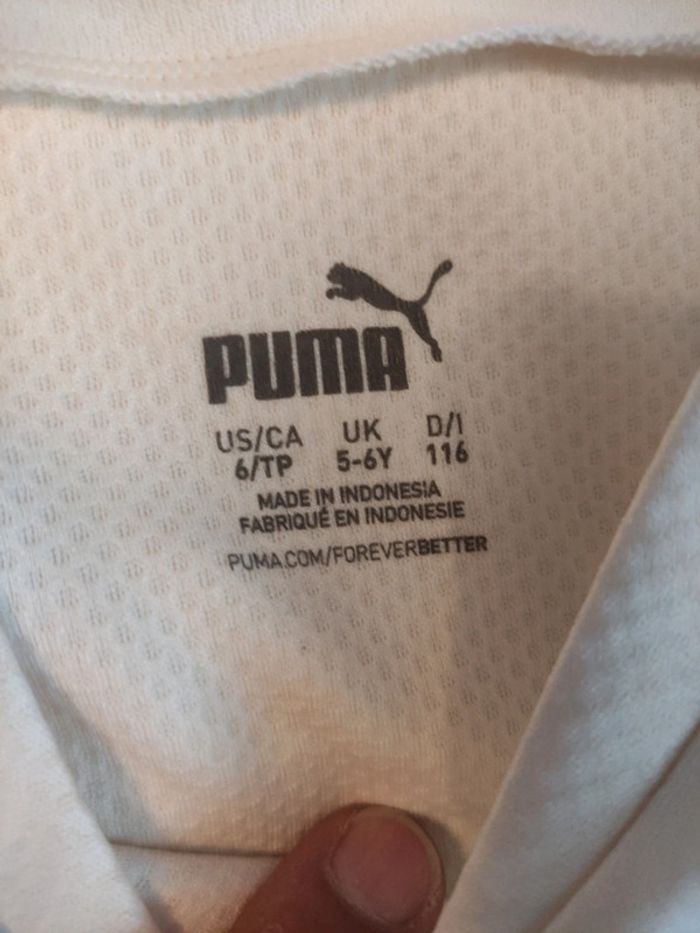 PUMA
US/CA UK D/I
6/TP 5-6Y 116
MADE IN INDONESIA
FABRIQUÉ EN INDONESIE
PUMA.COM/FOREVERBETTER